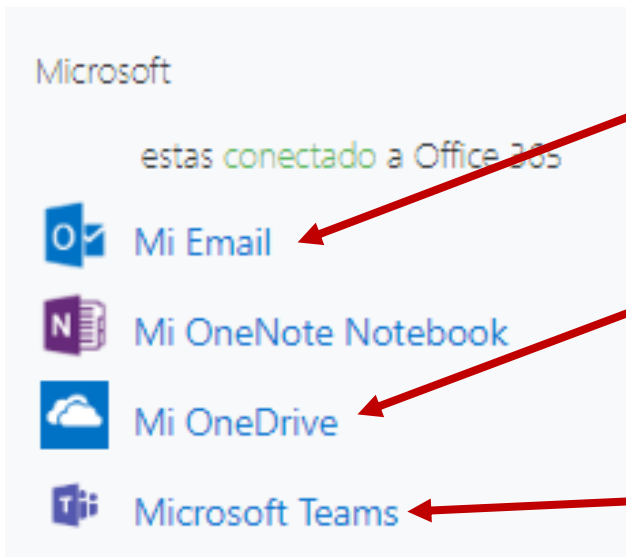 Microsoft
estas conectado a Office 365
Mi Email
Mi OneNote Notebook
Mi OneDrive
Microsoft Teams